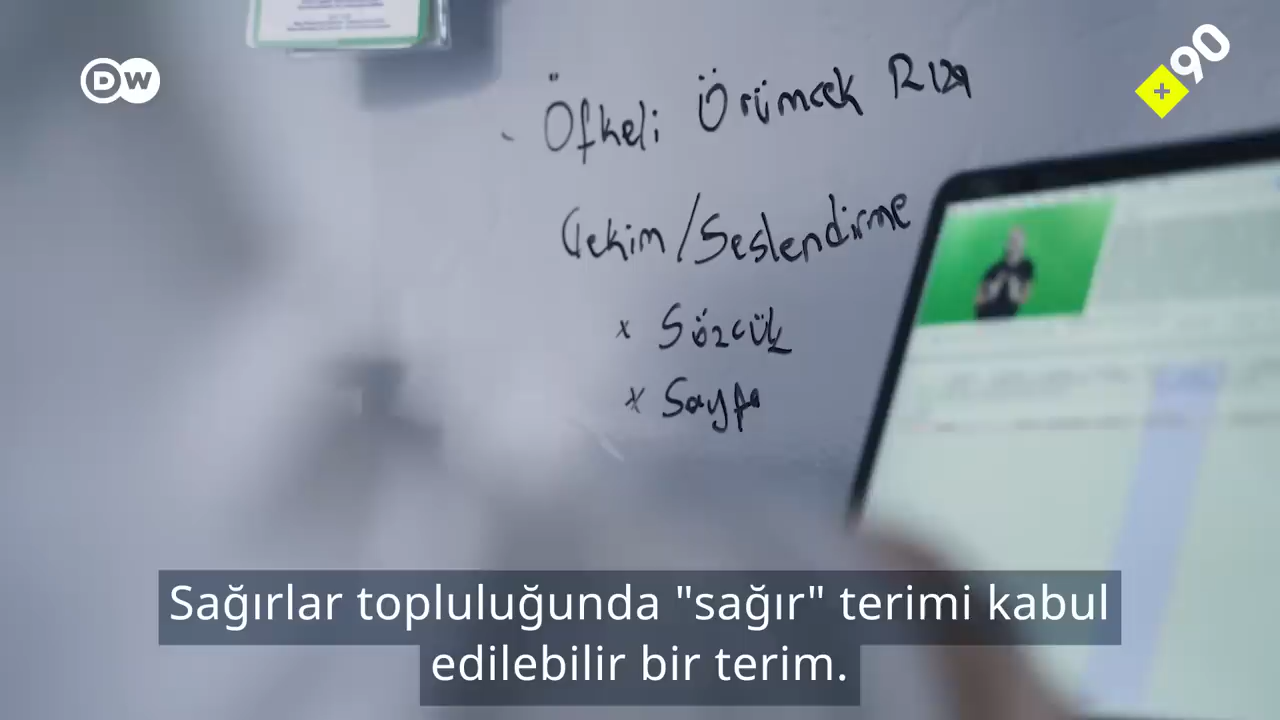 DW
+90
Öfkeli Örümcek Rıza
Çekim/Seslendirme
x Sözcük
x Sayfa
Sağırlar topluluğunda "sağır" terimi kabul
edilebilir bir terim.